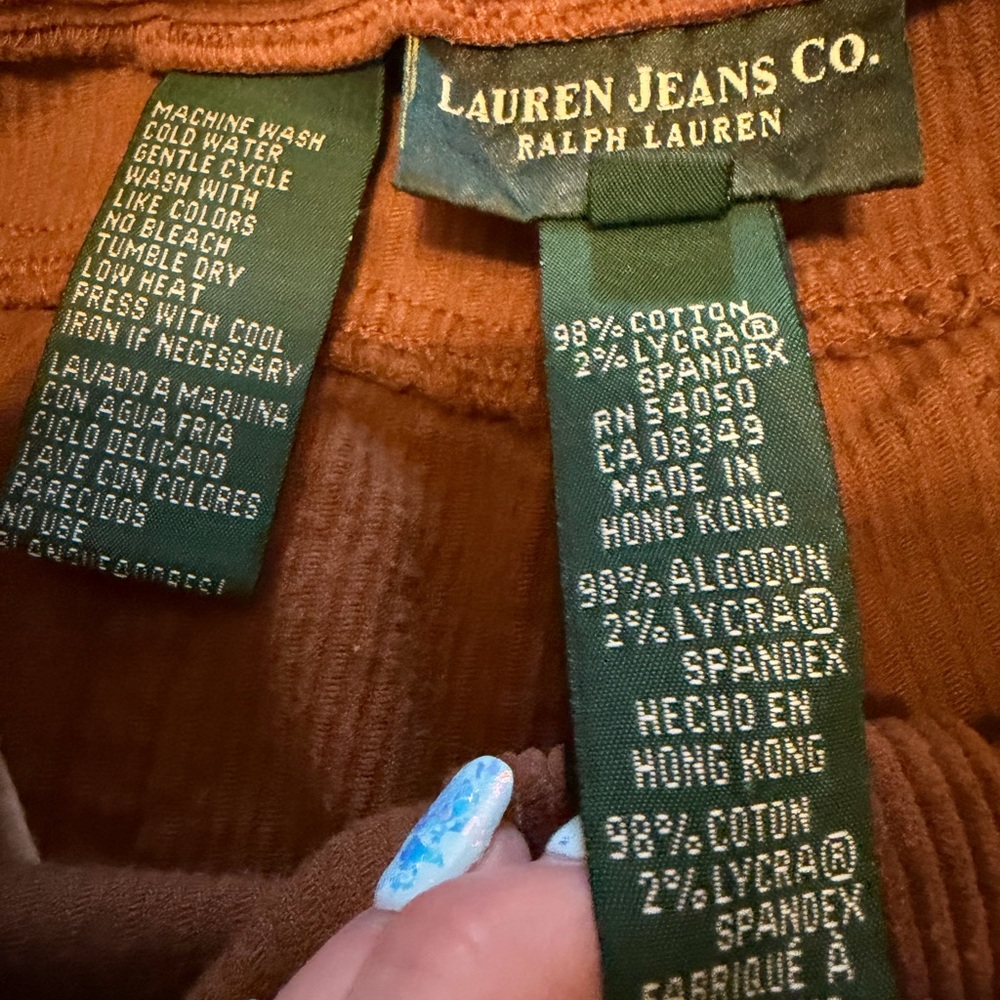 LAUREN JEANS CO.
RALPH LAUREN
MACHINE WASH
COLD WATER
GENTLE CYCLE
WASH WITH
LIKE COLORS
NO BLEACH
TUMBLE DRY
LOW HEAT
PRESS WITH COOL
IRON IF NECESSARY
LAVADO A MAQUINA
CON AGUA FRIA
CICLO DELICADO
LAVE CON COLORES
PARECIDOS
NO USE
98% COTTON
2% LYCRA®
SPANDEX
RN 54050
CA 08349
MADE IN
HONG KONG
98% ALGODON
2% LYCRA®
SPANDEX
HECHO EN
HONG KONG
98% COTON
2% LYCRA®
SPANDEX
FABRIQUÉ À